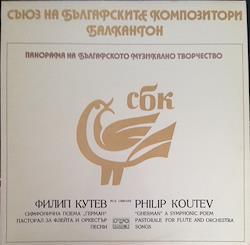 СЪЮЗ НА БЪЛГАРСКИТЕ КОМПОЗИТОРИ
БАЛКАНТОН
ПАНОРАМА НА БЪЛГАРСКОТО МУЗИКАЛНО ТВОРЧЕСТВО
сбк
ФИЛИП КУТЕВ
СИМФОНИЧНА ПОЕМА „ГЕРМАН“
ПАСТОРАЛ ЗА ФЛЕЙТА И ОРКЕСТЪР
ПЕСНИ
PHILIP KOUTEV
"GHERMAN" A SYMPHONIC POEM
PASTORALE FOR FLUTE AND ORCHESTRA
SONGS